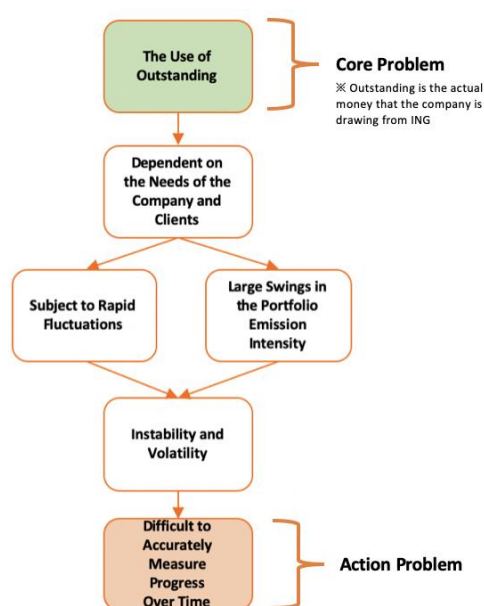 The Use of
Outstanding
Core Problem
※ Outstanding is the actual
money that the company is
drawing from ING
Dependent on
the Needs of the
Company and
Clients
Subject to Rapid
Fluctuations
Large Swings in
the Portfolio
Emission
Intensity
Instability and
Volatility
Difficult to
Accurately
Measure
Progress
Over Time
Action Problem